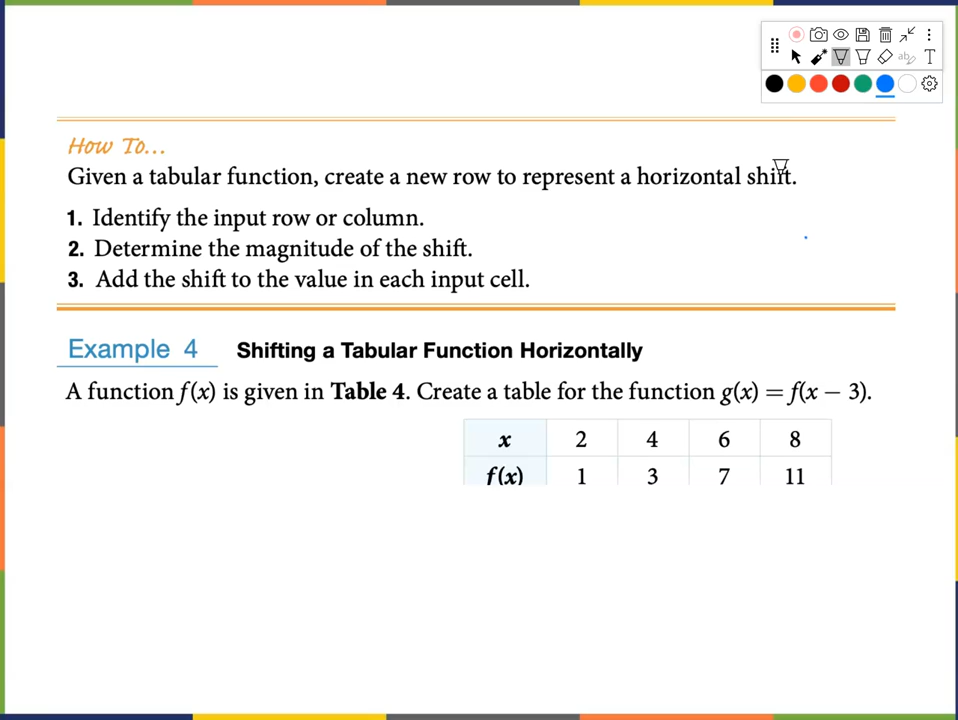 How To...
Given a tabular function, create a new row to represent a horizontal shift.
1. Identify the input row or column.
2. Determine the magnitude of the shift.
3. Add the shift to the value in each input cell.
Example 4 Shifting a Tabular Function Horizontally
A function f(x) is given in Table 4. Create a table for the function g(x) = f(x − 3).
x 2 4 6 8
f(x) 1 3 7 11
ab
T